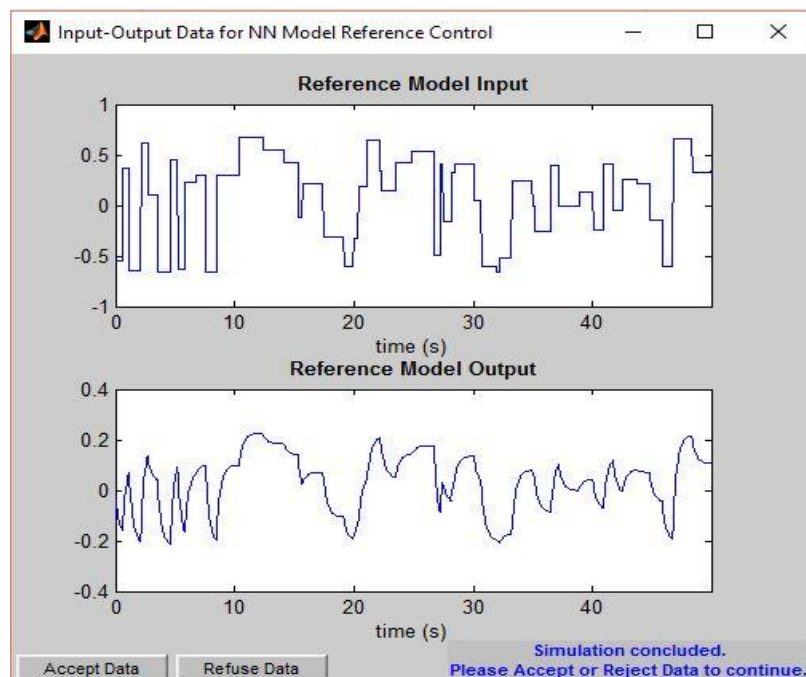 Input-Output Data for NN Model Reference Control
Reference Model Input
1
0.5
0
-0.5
-1
0 10 20 30 40
time (s)
Reference Model Output
0.4
0.2
0
-0.2
-0.4
0 10 20 30 40
time (s)
Accept Data Refuse Data
Simulation concluded.
Please Accept or Reject Data to continue.